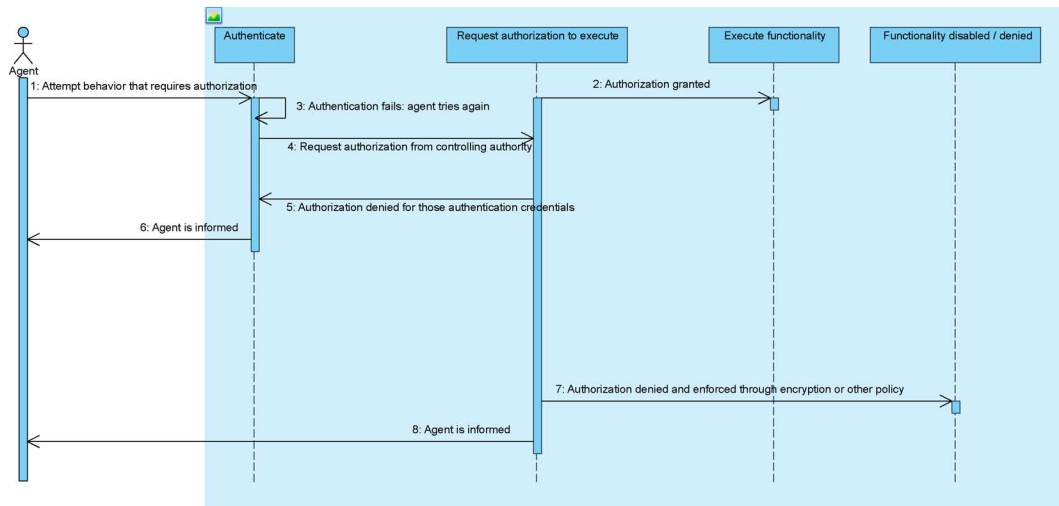 Authenticate
Request authorization to execute
Execute functionality
Functionality disabled / denied
Agent
1: Attempt behavior that requires authorization
2: Authorization granted
3: Authentication fails: agent tries again
4: Request authorization from controlling authority
5: Authorization denied for those authentication credentials
6: Agent is informed
7: Authorization denied and enforced through encryption or other policy
8: Agent is informed